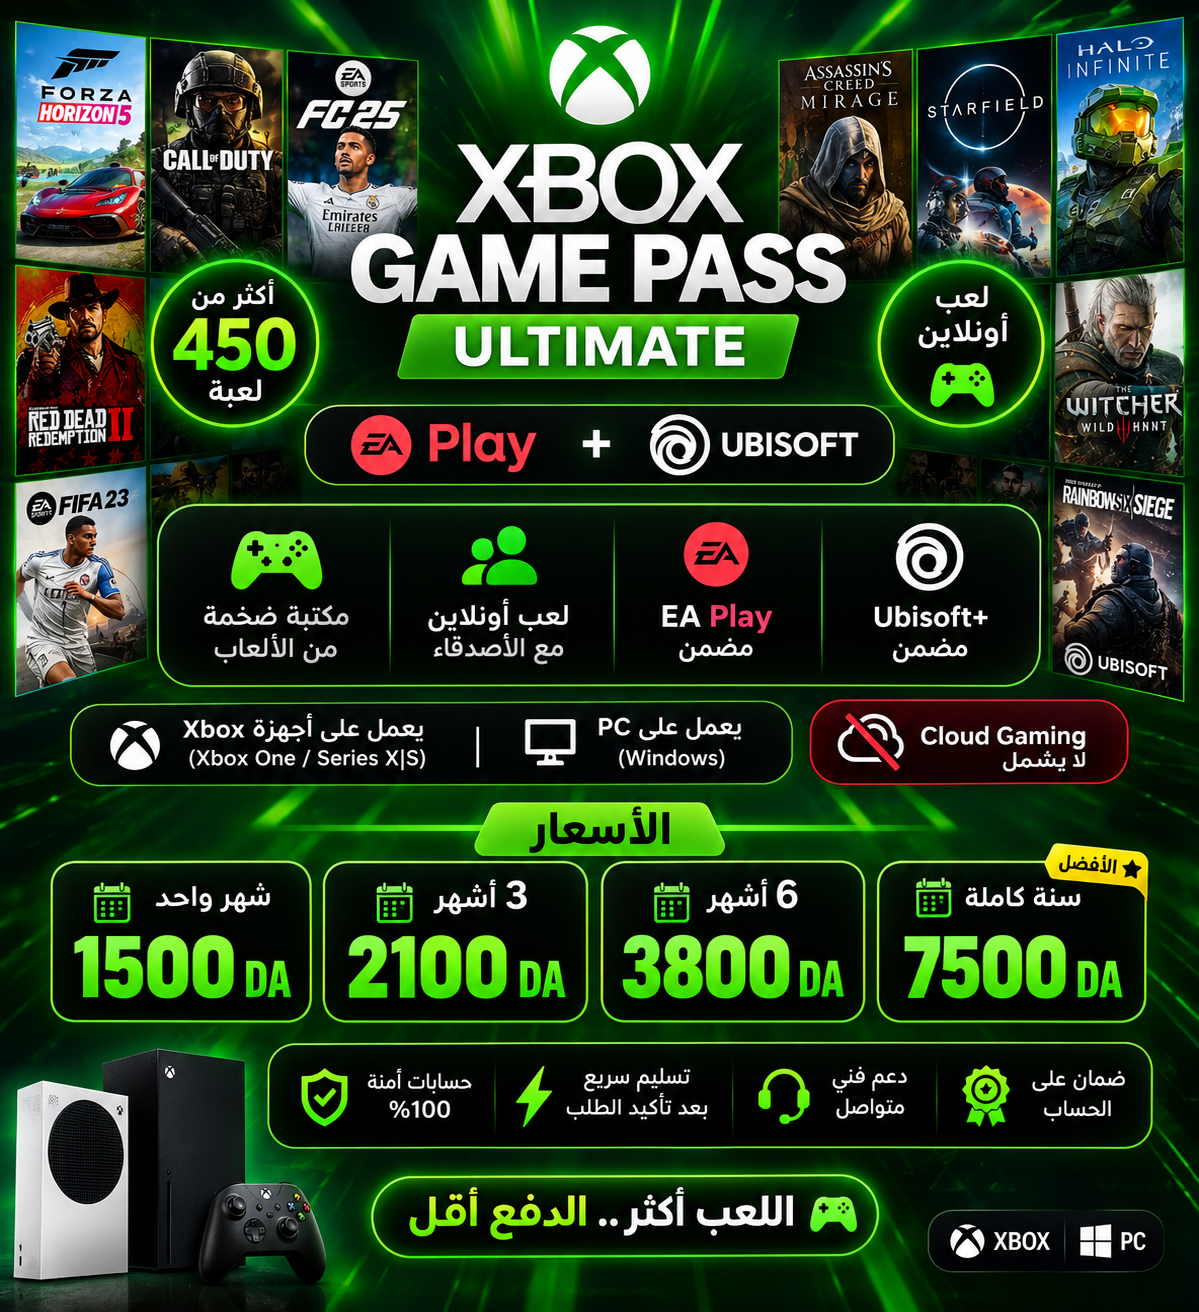 FORZA
HORIZON 5
CALL OF DUTY
EA
SPORTS
FC 25
Emirates
XBOX
GAME PASS
ULTIMATE
ASSASSIN'S
CREED
MIRAGE
STARFIELD
HALO
INFINITE
أكثر من
450
لعبة
لعب
أونلاين
RED DEAD
REDEMPTION II
THE
WITCHER
WILD HNNT
EA Play + UBISOFT
EA FIFA 23
RAINBOW SIX SIEGE
UBISOFT
مكتبة ضخمة
من الألعاب
لعب أونلاين
مع الأصدقاء
EA
EA Play
مضمن
Ubisoft+
مضمن
يعمل على أجهزة Xbox
(Xbox One / Series X|S)
يعمل على PC
(Windows)
Cloud Gaming
لا يشمل
الأسعار
شهر واحد
1500 DA
3 أشهر
2100 DA
6 أشهر
3800 DA
الأفضل
سنة كاملة
7500 DA
حسابات أمنة
%100
تسليم سريع
بعد تأكيد الطلب
دعم فني
متواصل
ضمان على
الحساب
اللعب أكثر .. الدفع أقل
XBOX
PC